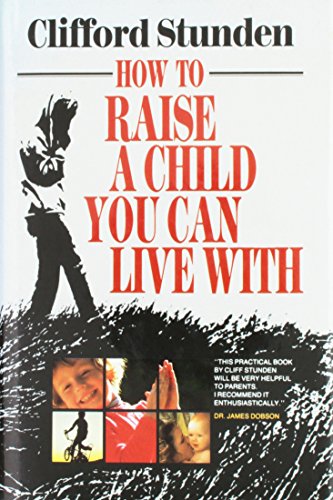 Clifford Stunden
HOW TO
RAISE
A CHILD
YOU CAN
LIVE WITH
"THIS PRACTICAL BOOK
BY CLIFF STUNDEN
WILL BE VERY HELPFUL
TO PARENTS.
I RECOMMEND IT
ENTHUSIASTICALLY."
DR. JAMES DOBSON